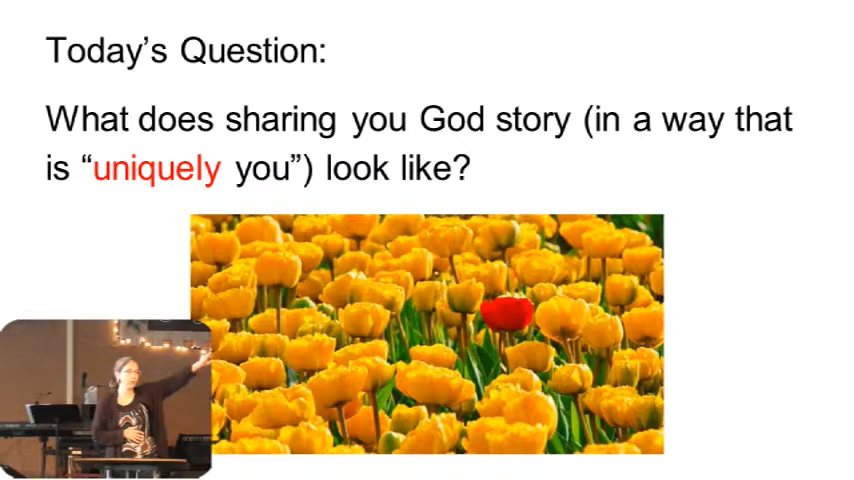 Today’s Question:
What does sharing you God story (in a way that
is “uniquely you”) look like?